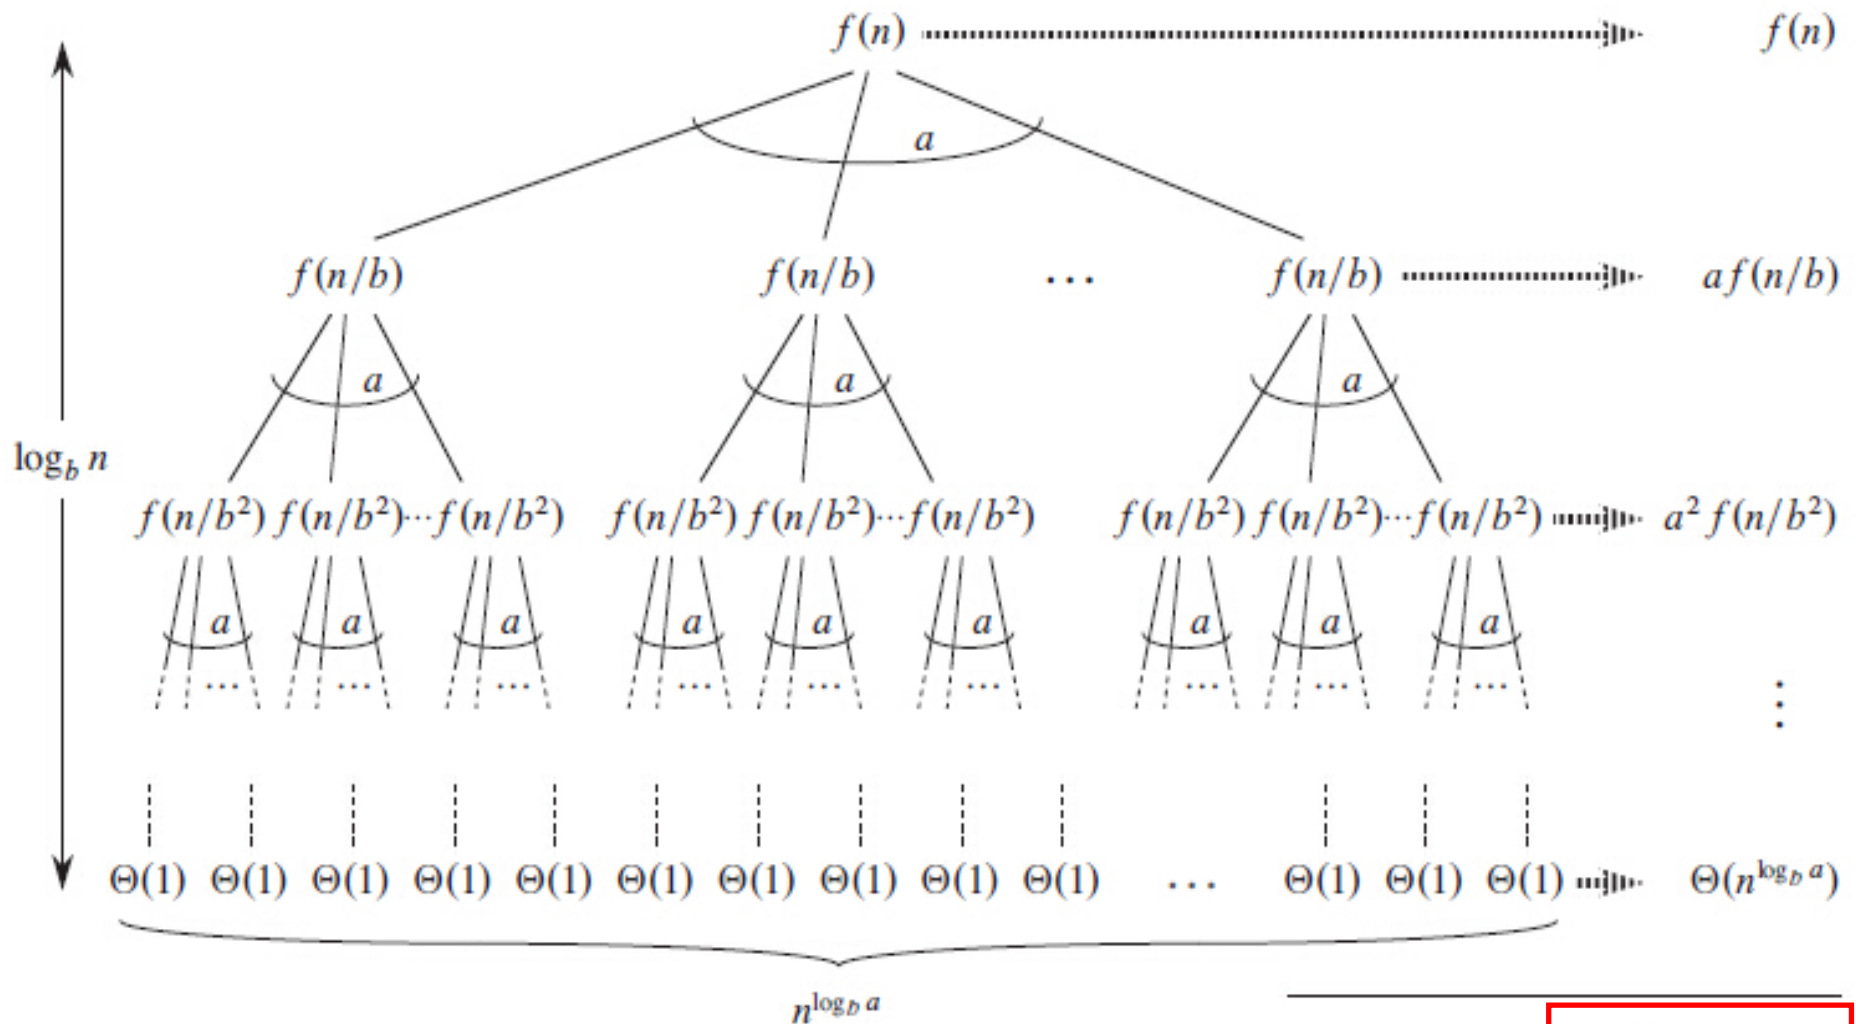 f(n) f(n)
a
f(n/b) f(n/b) ... f(n/b) af(n/b)
a a a
log_b n
f(n/b²) f(n/b²)...f(n/b²) f(n/b²) f(n/b²)...f(n/b²) f(n/b²) f(n/b²)...f(n/b²) a² f(n/b²)
a a a a a a a a a
... ... ... ... ... ... ... ... ... ⋮
Θ(1) Θ(1) Θ(1) Θ(1) Θ(1) Θ(1) Θ(1) Θ(1) Θ(1) Θ(1) ... Θ(1) Θ(1) Θ(1) Θ(n^{log_b a})
n^{log_b a}